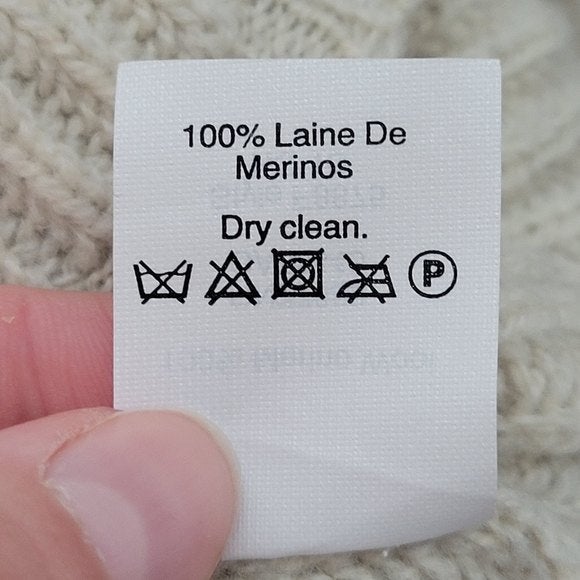 100% Laine De
Merinos
Dry clean.
P